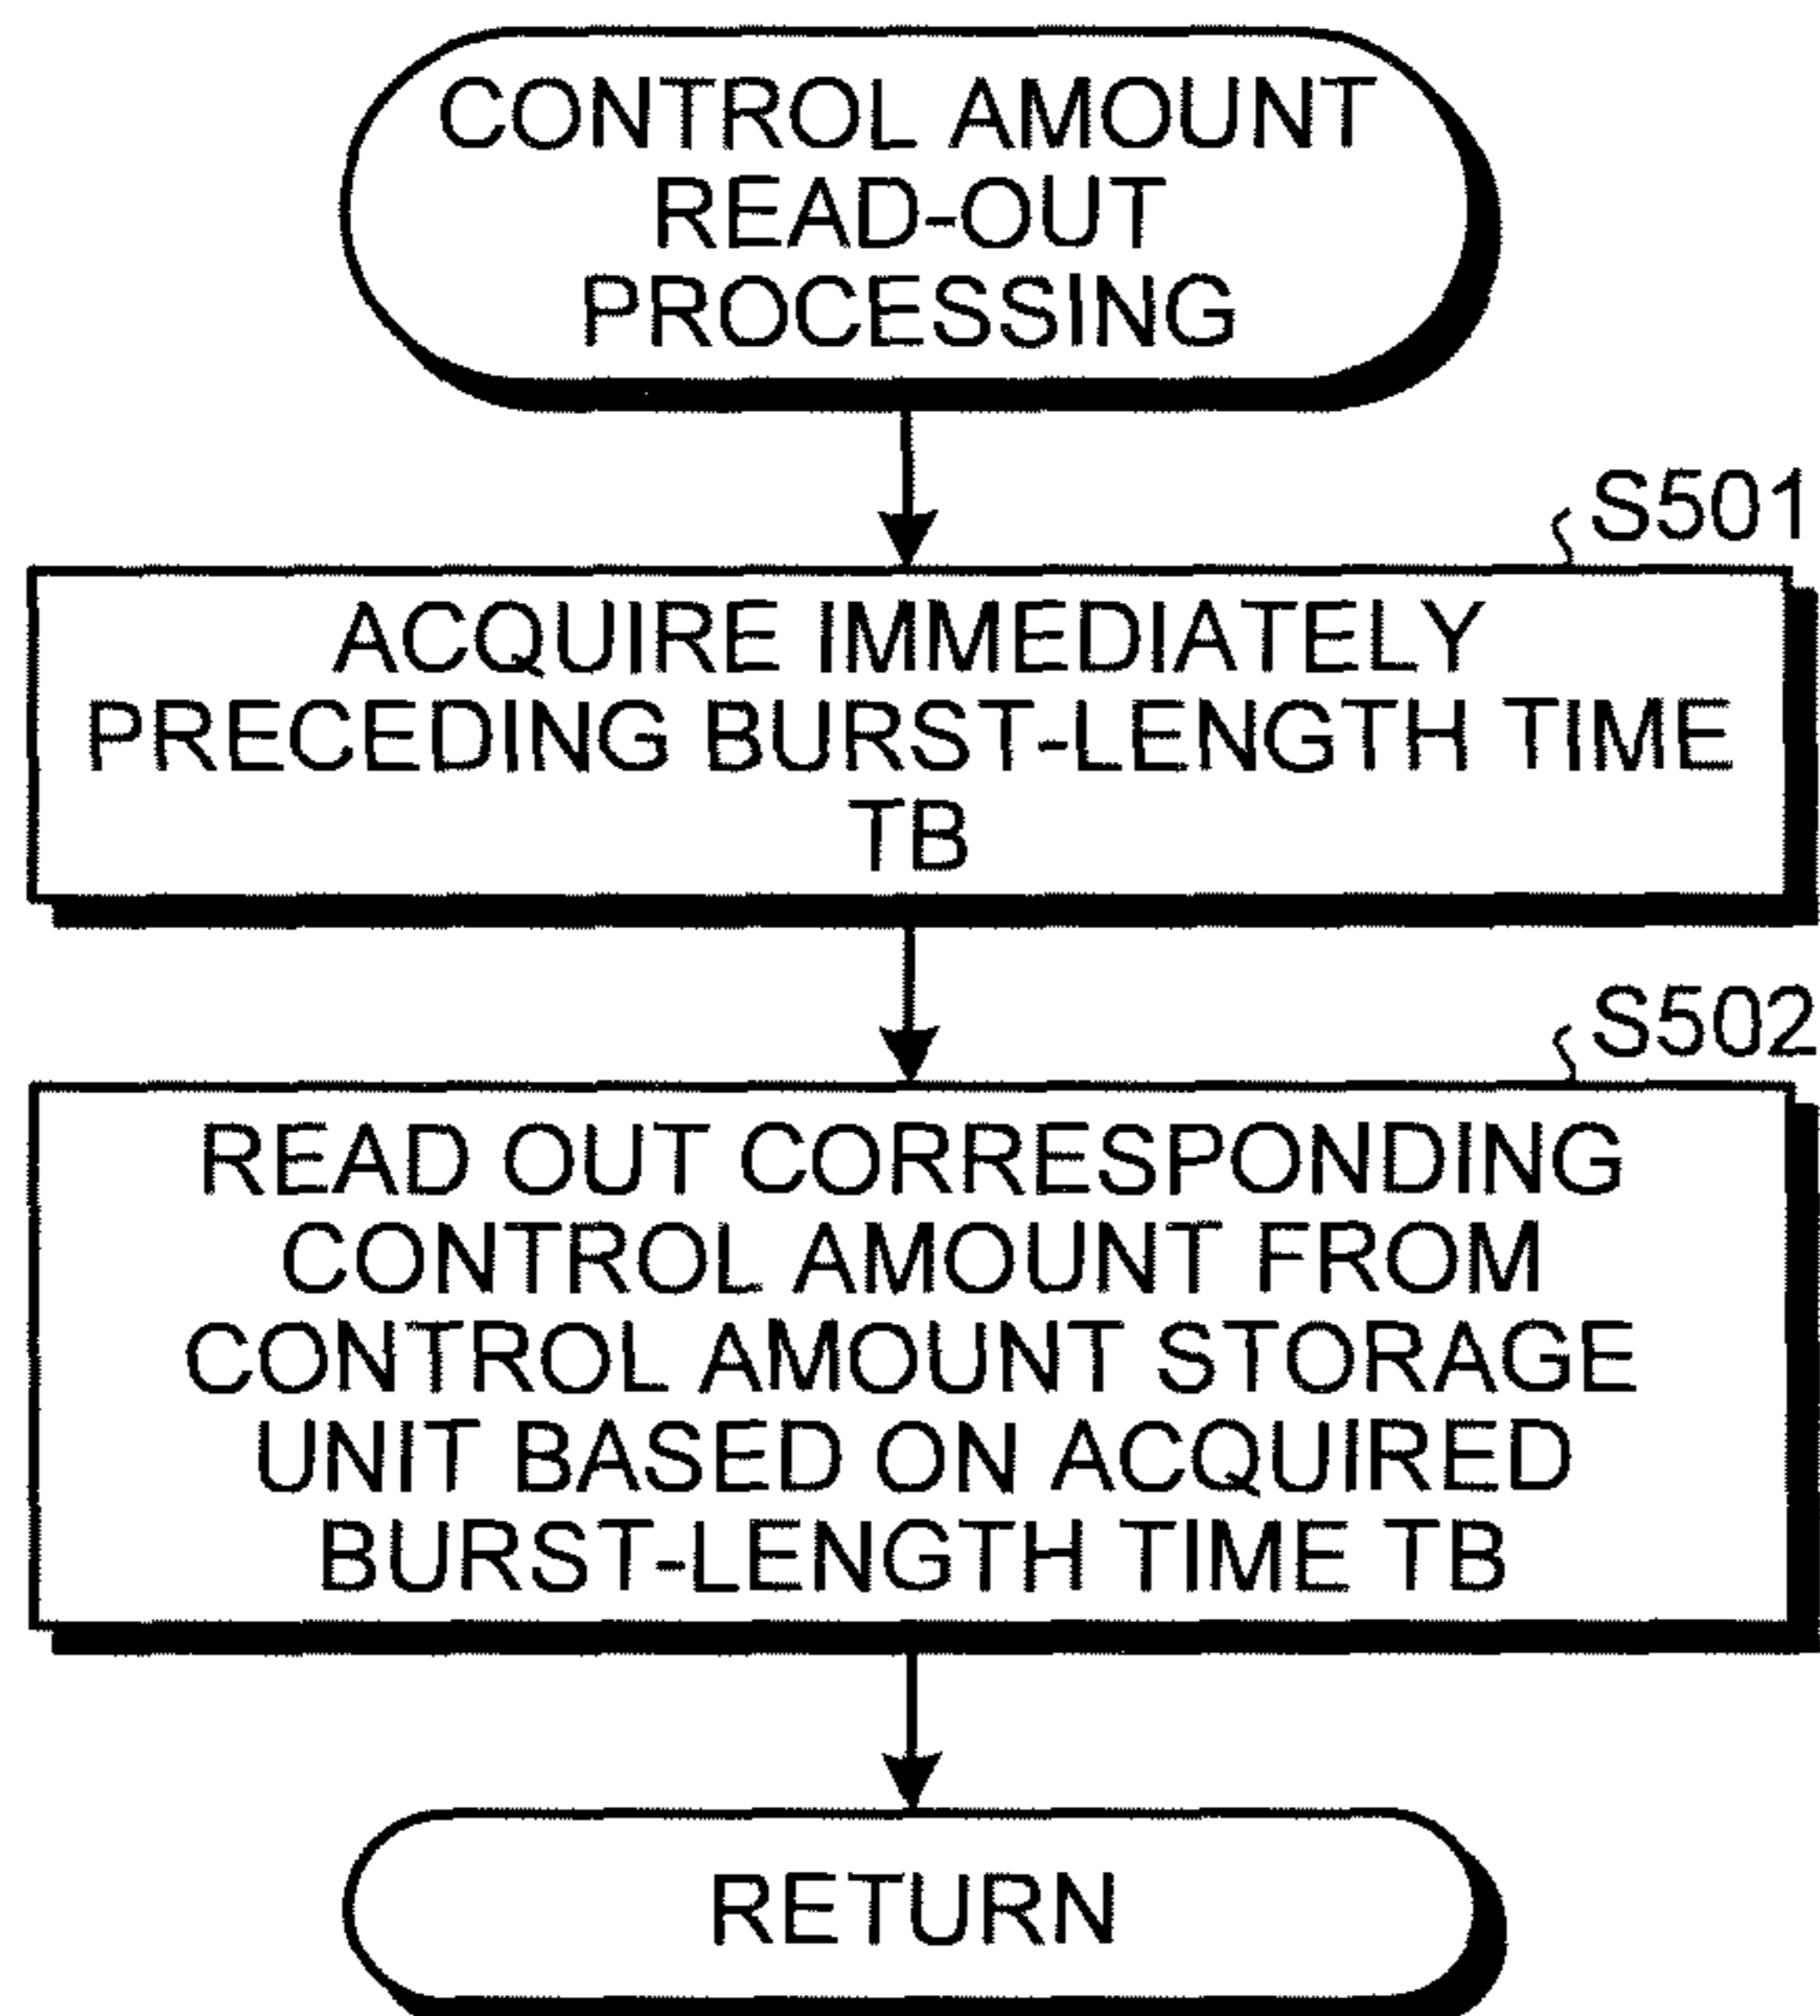 CONTROL AMOUNT
READ-OUT
PROCESSING
S501
ACQUIRE IMMEDIATELY
PRECEDING BURST-LENGTH TIME
TB
S502
READ OUT CORRESPONDING
CONTROL AMOUNT FROM
CONTROL AMOUNT STORAGE
UNIT BASED ON ACQUIRED
BURST-LENGTH TIME TB
RETURN